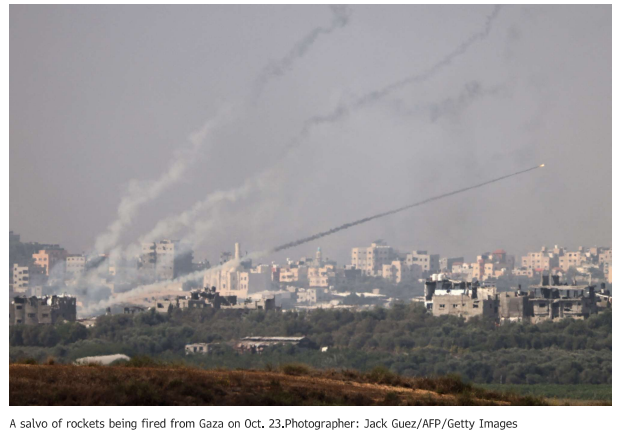 A salvo of rockets being fired from Gaza on Oct. 23.Photographer: Jack Guez/AFP/Getty Images